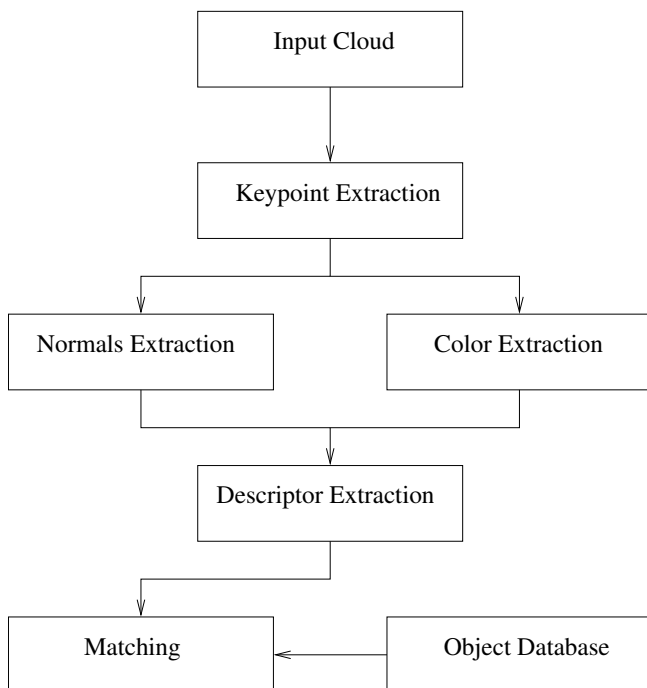 Input Cloud
Keypoint Extraction
Normals Extraction
Color Extraction
Descriptor Extraction
Matching
Object Database